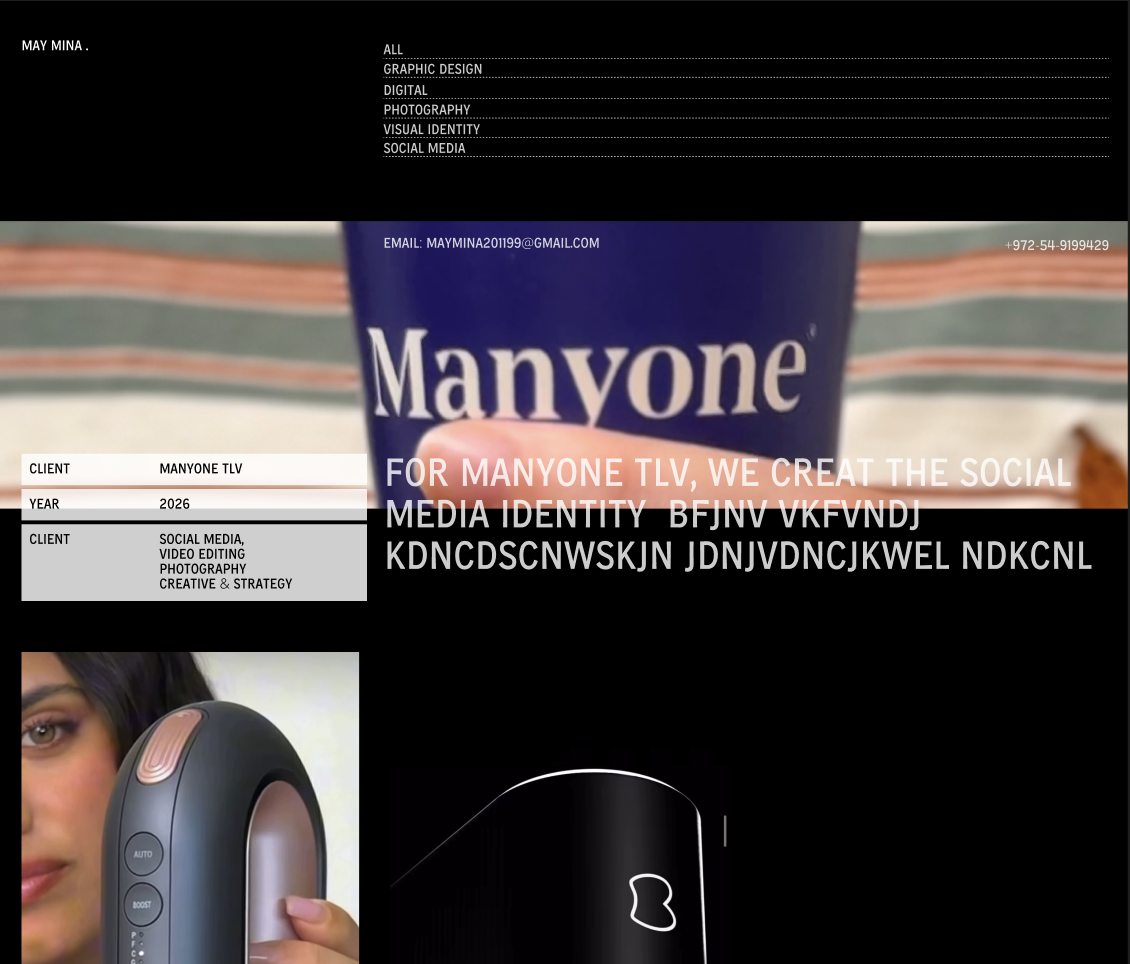 MAY MINA .
ALL
GRAPHIC DESIGN
DIGITAL
PHOTOGRAPHY
VISUAL IDENTITY
SOCIAL MEDIA
EMAIL: MAYMINA201199@GMAIL.COM
+972-54-9199429
Manyone
CLIENT MANYONE TLV
YEAR 2026
CLIENT SOCIAL MEDIA,
VIDEO EDITING
PHOTOGRAPHY
CREATIVE & STRATEGY
FOR MANYONE TLV, WE CREAT THE SOCIAL
MEDIA IDENTITY BFJNV VKFVNDJ
KDNCDSCNWSKJN JDNJVDNCJKWEL NDKCNL
AUTO
BOOST
P
F
C